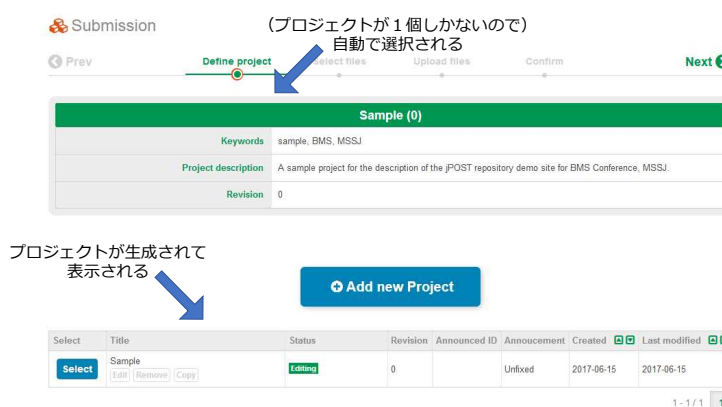 Submission
（プロジェクトが１個しかないので）
自動で選択される
Prev
Define project
Select files
Upload files
Confirm
Next
Sample (0)
Keywords
sample, BMS, MSSJ
Project description
A sample project for the description of the jPOST repository demo site for BMS Conference, MSSJ.
Revision
0
プロジェクトが生成されて
表示される
Add new Project
Select Title Status Revision Announced ID Annoucement Created Last modified
Select Sample Editing 0 Unfixed 2017-06-15 2017-06-15
Edit Remove Copy
1 - 1 / 1 1